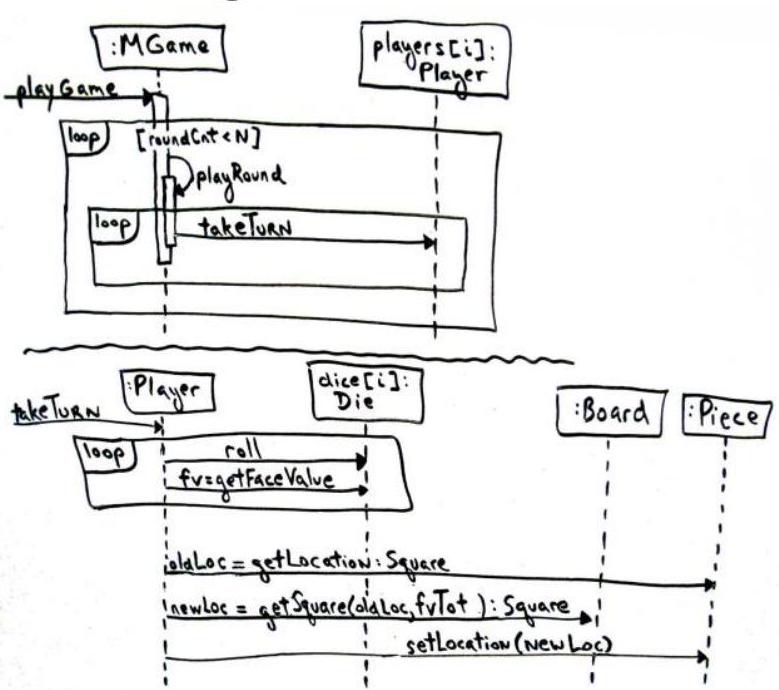 :MGame
players[i]:
Player
playGame
loop
[roundCnt<N]
playRound
loop
takeTURN
:Player
dice[i]:
Die
:Board
:Piece
takeTURN
loop
roll
fv=getFaceValue
oldLoc = getLocation: Square
newLoc = getSquare(oldLoc, fvTot): Square
setLocation(newLoc)